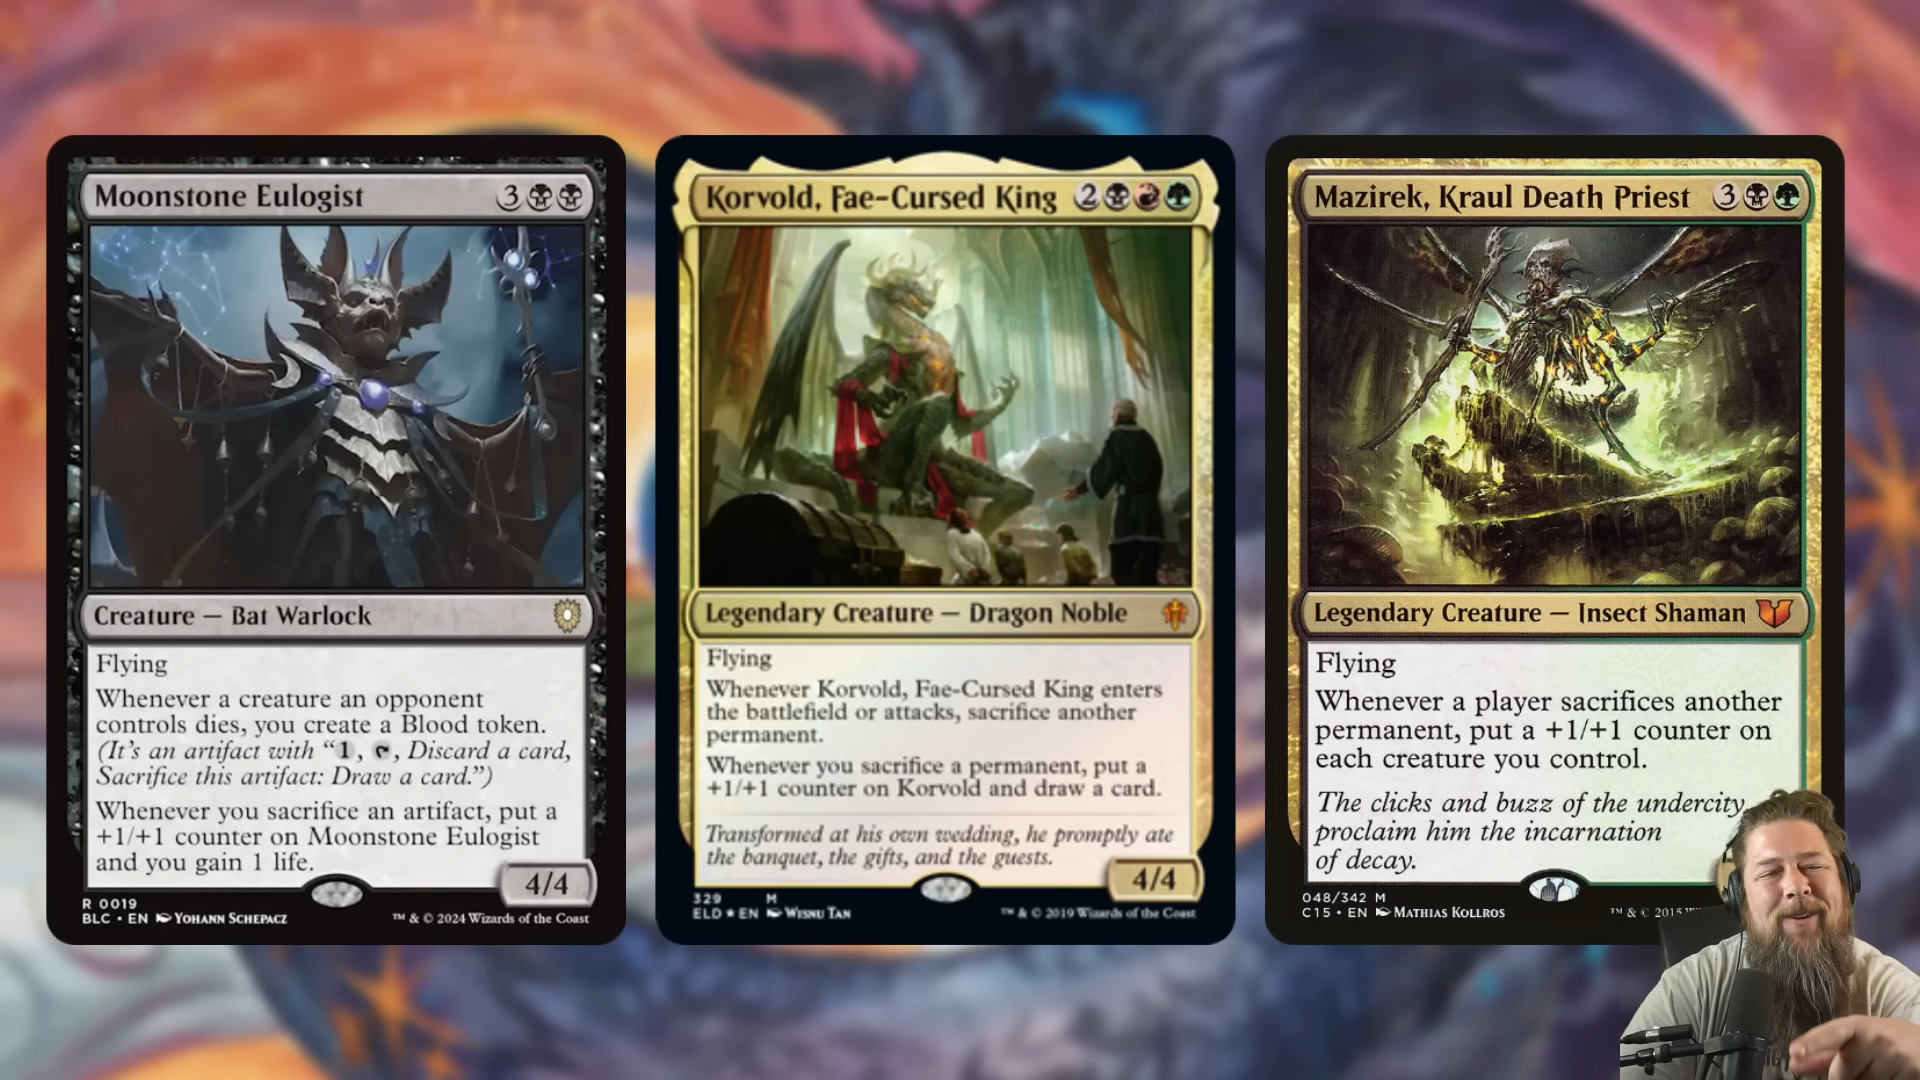 Moonstone Eulogist 3
Creature — Bat Warlock
Flying
Whenever a creature an opponent
controls dies, you create a Blood token.
(It's an artifact with “1, , Discard a card,
Sacrifice this artifact: Draw a card.”)
Whenever you sacrifice an artifact, put a
+1/+1 counter on Moonstone Eulogist
and you gain 1 life.
4/4
R 0019
BLC • EN YOHANN SCHEPACZ
™ & © 2024 Wizards of the Coast
Korvold, Fae-Cursed King 2
Legendary Creature — Dragon Noble
Flying
Whenever Korvold, Fae-Cursed King enters
the battlefield or attacks, sacrifice another
permanent.
Whenever you sacrifice a permanent, put a
+1/+1 counter on Korvold and draw a card.
Transformed at his own wedding, he promptly ate
the banquet, the gifts, and the guests.
4/4
329 M
ELD ★ EN WISNU TAN
™ & © 2019 Wizards of the Coast
Mazirek, Kraul Death Priest 3
Legendary Creature — Insect Shaman
Flying
Whenever a player sacrifices another
permanent, put a +1/+1 counter on
each creature you control.
The clicks and buzz of the undercity
proclaim him the incarnation
of decay.
048/342 M
C15 • EN MATHIAS KOLLROS
™ & © 2015